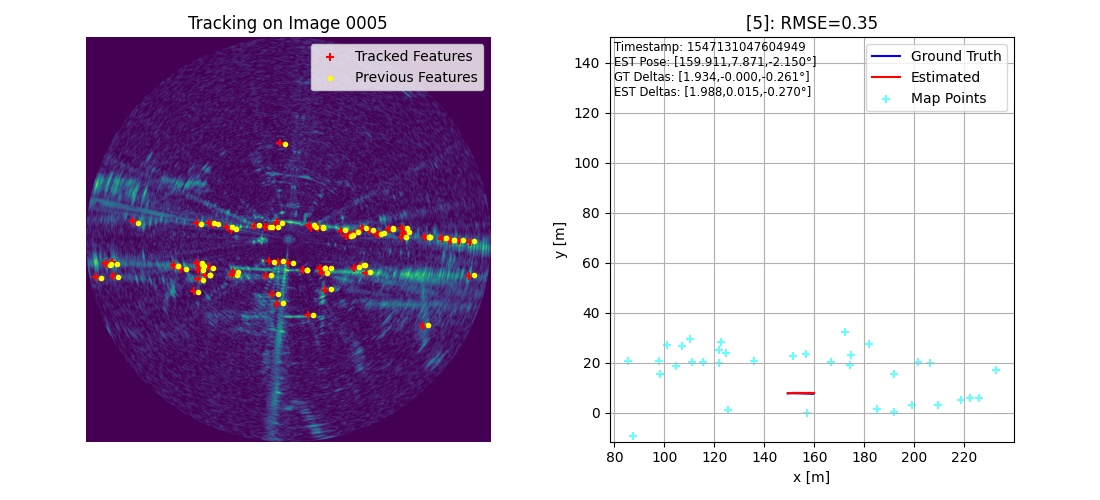 Tracking on Image 0005
Tracked Features
Previous Features
[5]: RMSE=0.35
Timestamp: 1547131047604949
EST Pose: [159.911,7.871,-2.150°]
GT Deltas: [1.934,-0.000,-0.261°]
EST Deltas: [1.988,0.015,-0.270°]
Ground Truth
Estimated
Map Points
140
120
100
80
60
40
20
0
y [m]
80 100 120 140 160 180 200 220
x [m]